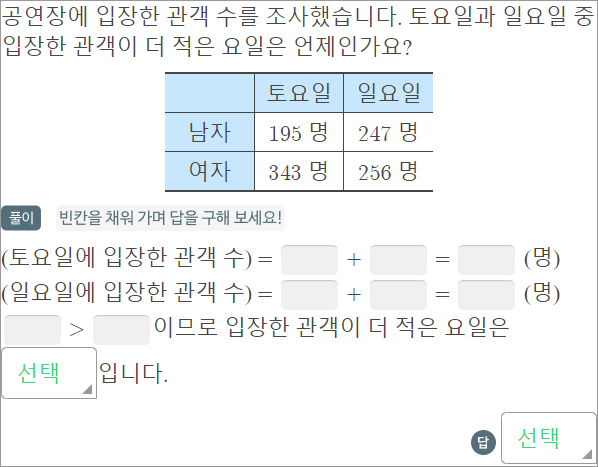 공연장에 입장한 관객 수를 조사했습니다. 토요일과 일요일 중
입장한 관객이 더 적은 요일은 언제인가요?
토요일 일요일
남자 195 명 247 명
여자 343 명 256 명
풀이 빈칸을 채워 가며 답을 구해 보세요!
(토요일에 입장한 관객 수) = + = (명)
(일요일에 입장한 관객 수) = + = (명)
> 이므로 입장한 관객이 더 적은 요일은
선택 입니다.
답 선택